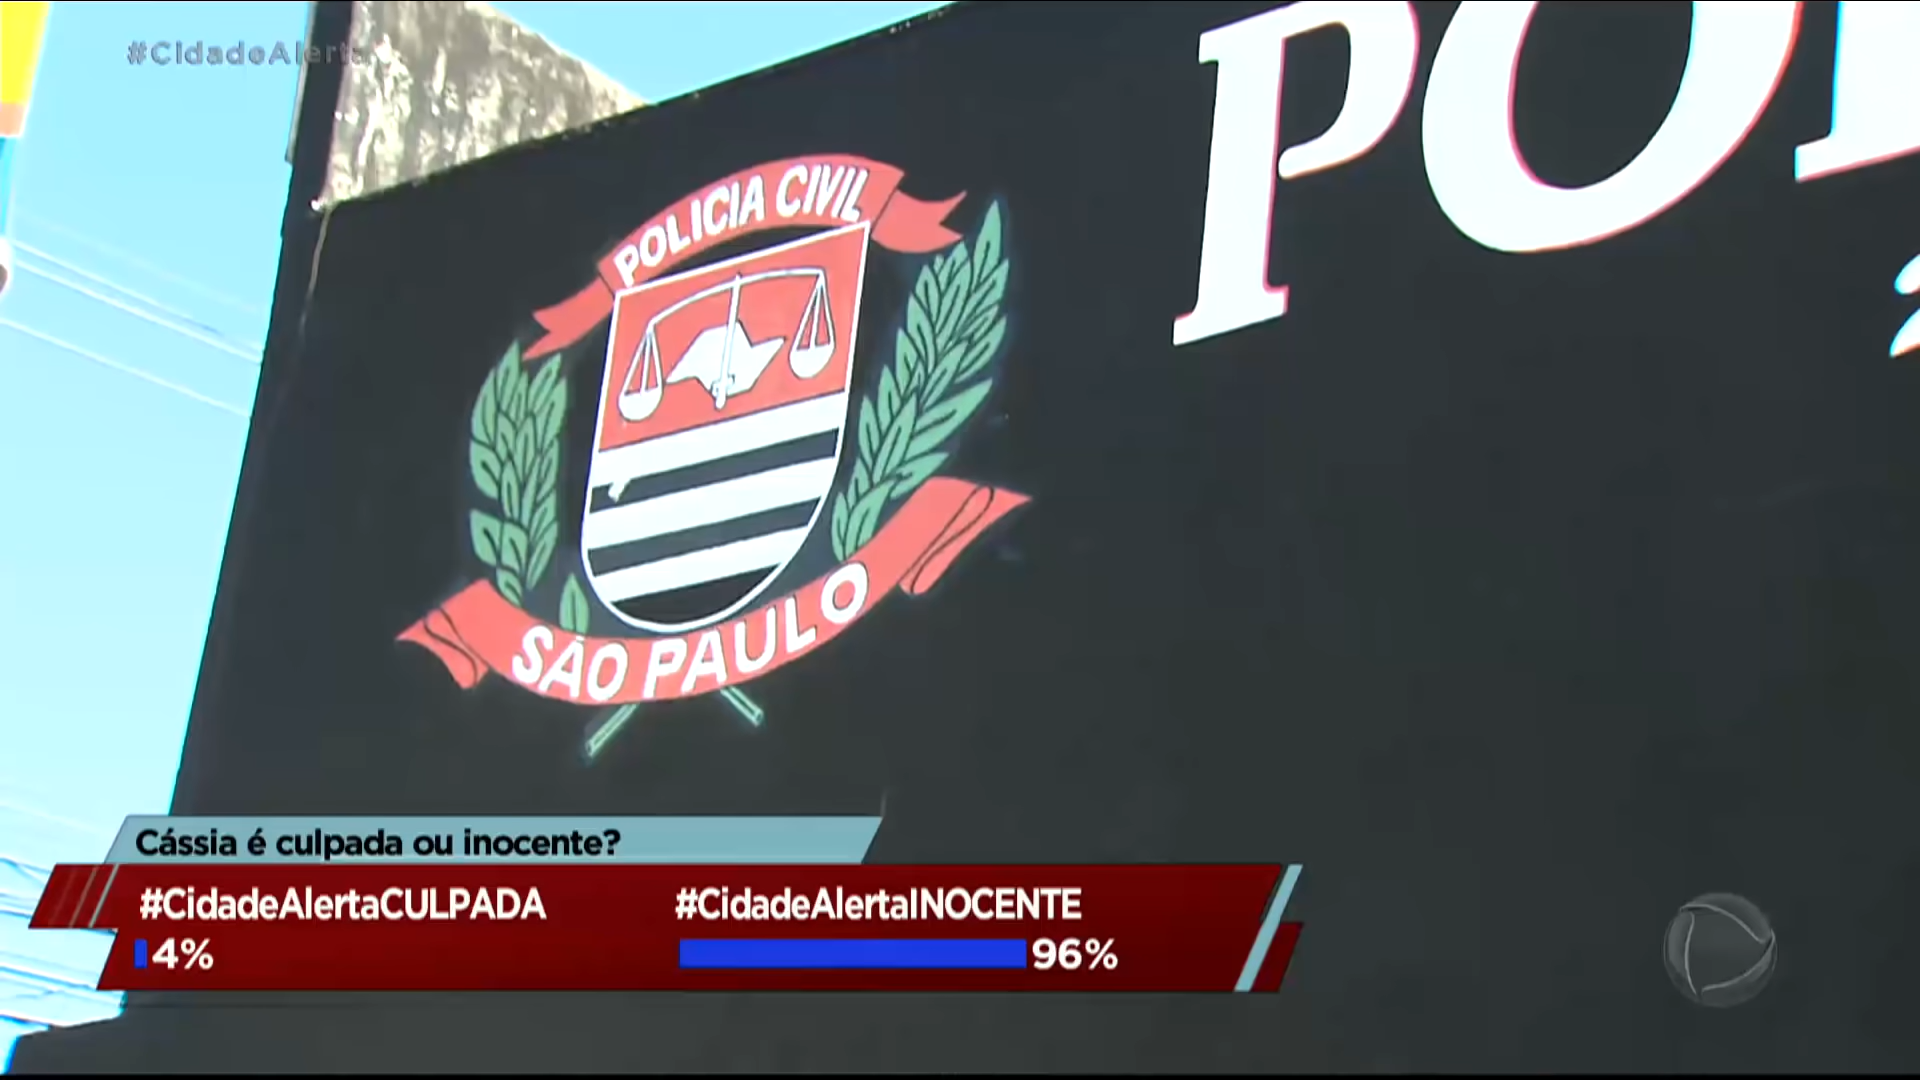 #CidadeAlerta
POLICIA CIVIL
SÃO PAULO
Cássia é culpada ou inocente?
#CidadeAlertaCULPADA
#CidadeAlertaINOCENTE
4%
96%